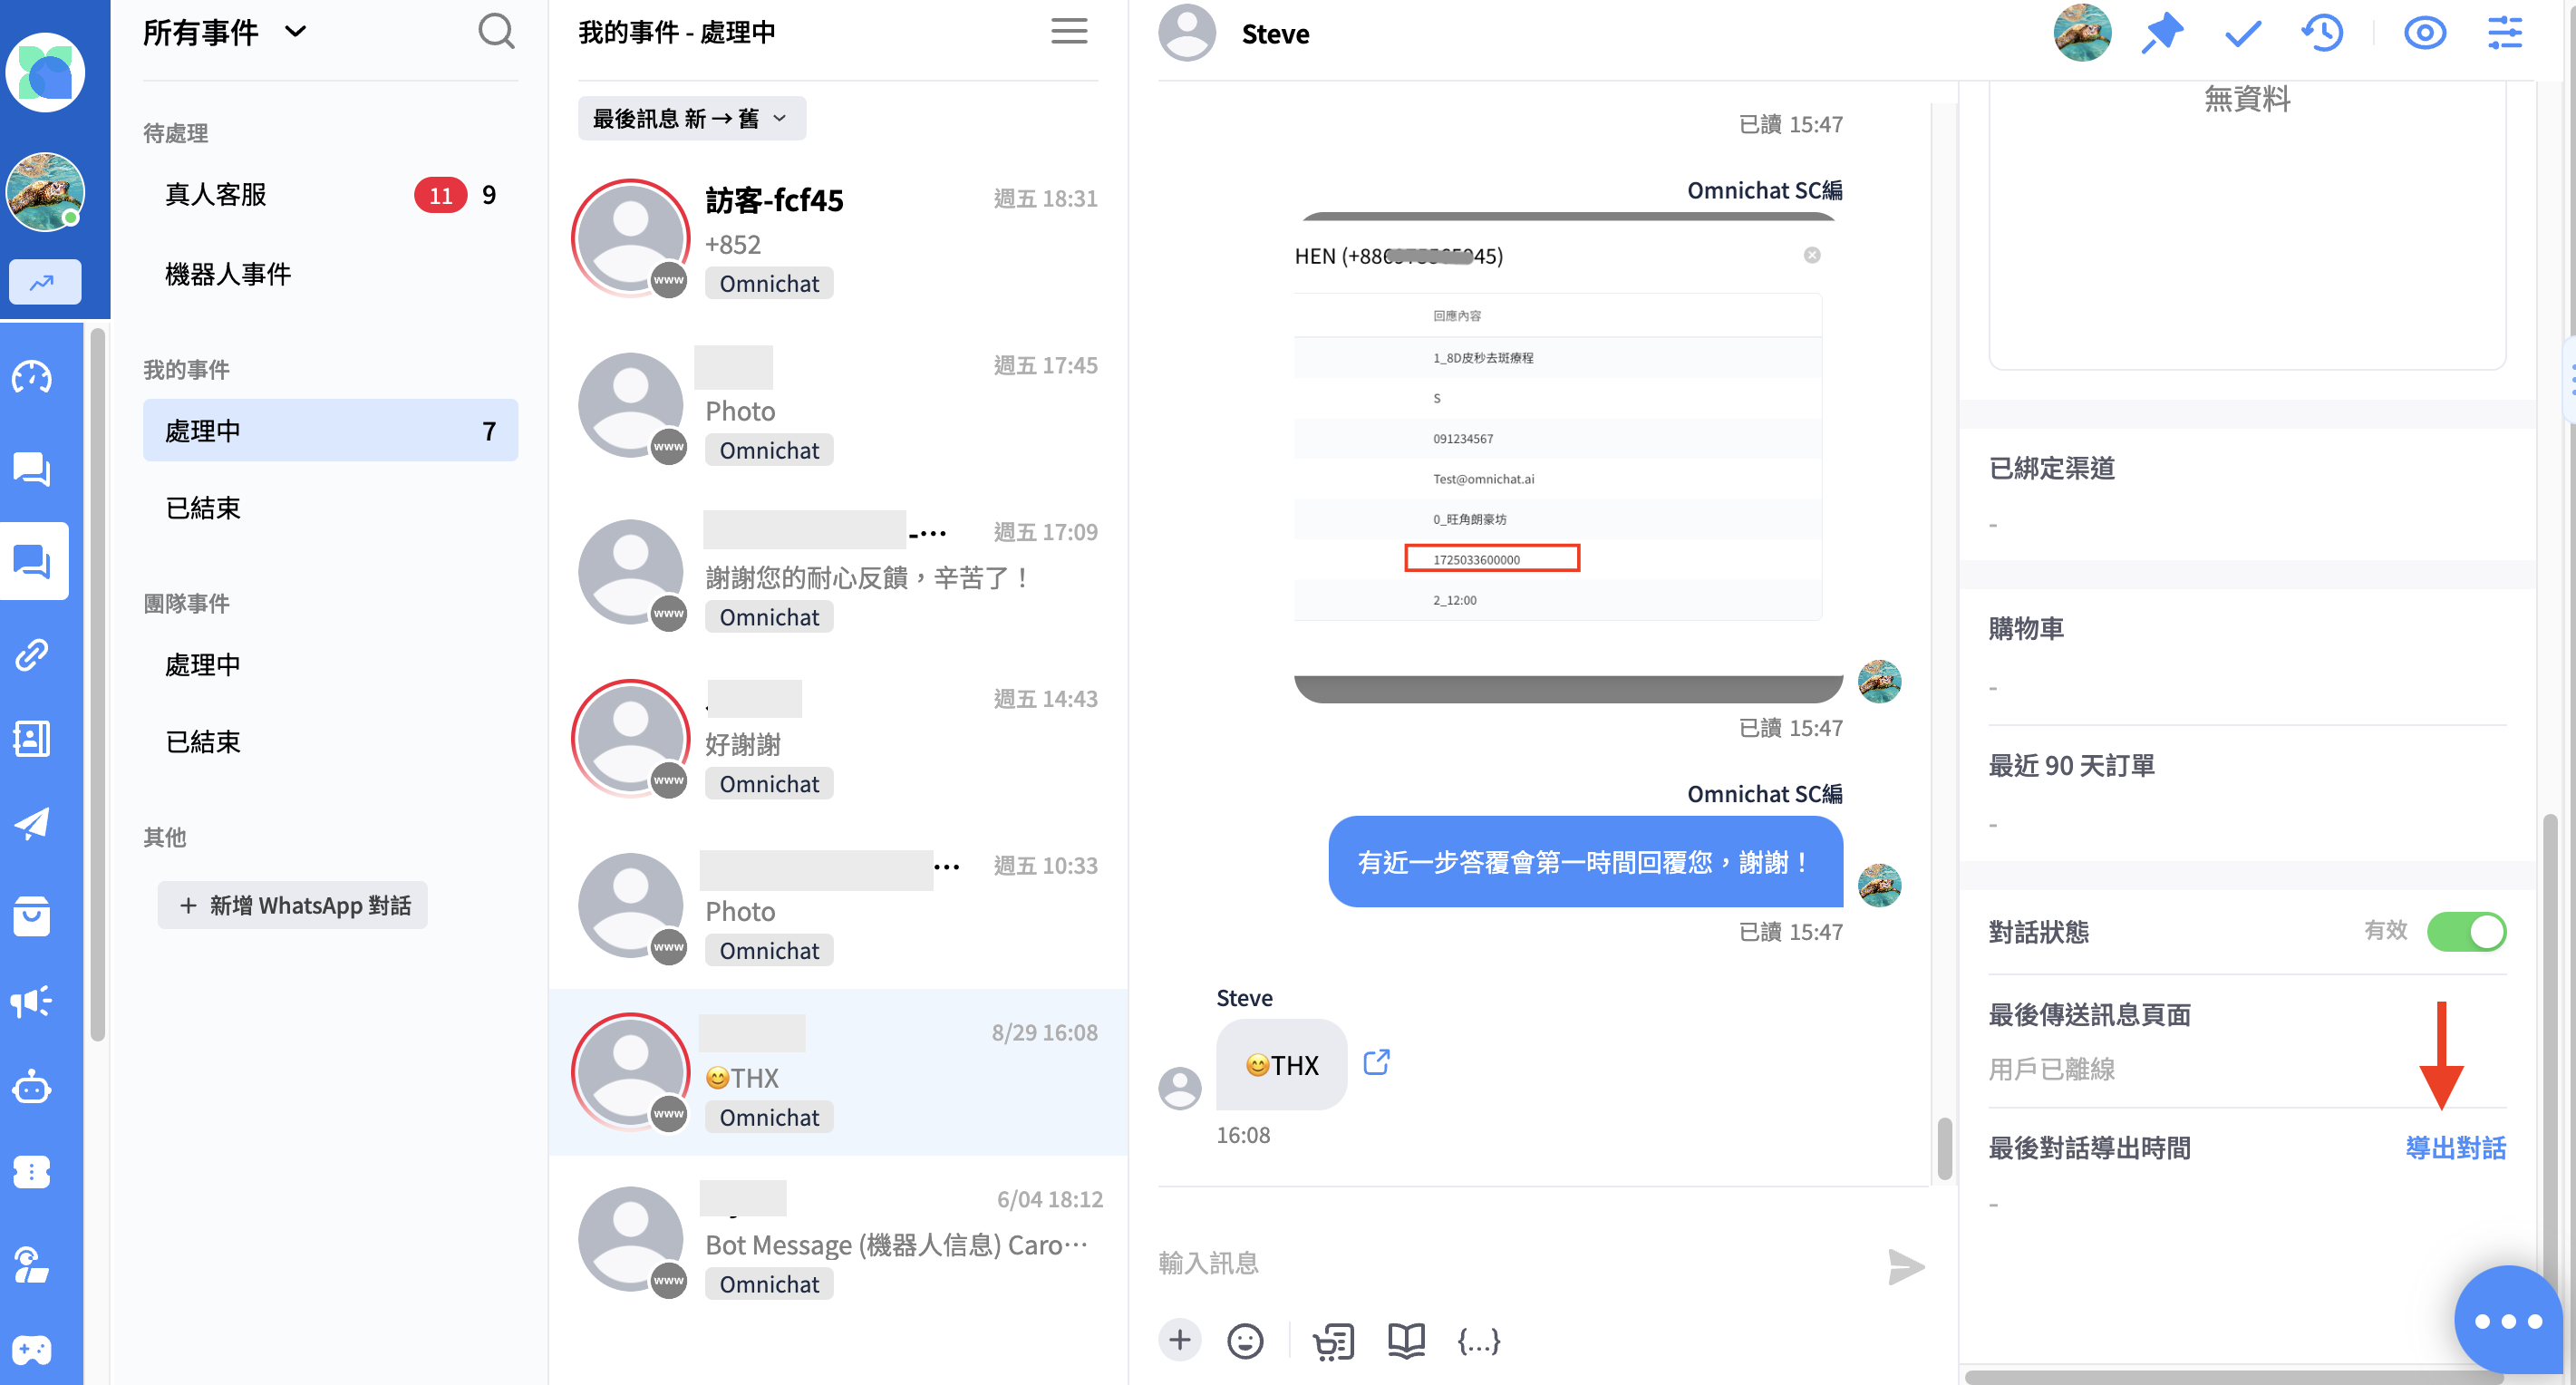 所有事件
待處理
真人客服 11 9
機器人事件
我的事件
處理中 7
已結束
團隊事件
處理中
已結束
其他
+ 新增 WhatsApp 對話
我的事件 - 處理中
最後訊息 新 → 舊
訪客-fcf45 週五 18:31
+852
www
Omnichat
週五 17:45
Photo
www
Omnichat
-… 週五 17:09
謝謝您的耐心反饋，辛苦了！
www
Omnichat
週五 14:43
好謝謝
www
Omnichat
… 週五 10:33
Photo
www
Omnichat
8/29 16:08
😊THX
www
Omnichat
6/04 18:12
Bot Message (機器人信息) Caro…
www
Omnichat
Steve
已讀 15:47
Omnichat SC編
HEN (+886 45)
回應內容
1_8D皮秒去斑療程
S
091234567
Test@omnichat.ai
0_旺角朗豪坊
1725033600000
2_12:00
已讀 15:47
Omnichat SC編
有近一步答覆會第一時間回覆您，謝謝！
已讀 15:47
Steve
😊THX
16:08
輸入訊息
{...}
無資料
已綁定渠道
-
購物車
-
最近 90 天訂單
-
對話狀態 有效
最後傳送訊息頁面
用戶已離線
最後對話導出時間 導出對話
-